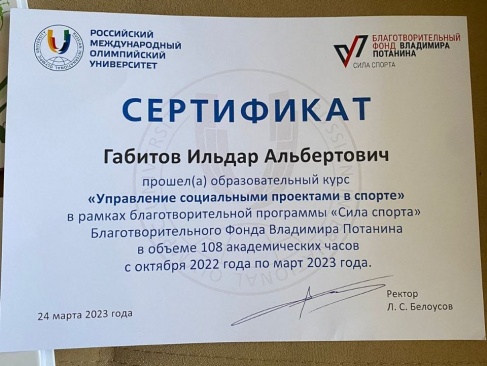 РОССИЙСКИЙ
МЕЖДУНАРОДНЫЙ
ОЛИМПИЙСКИЙ
УНИВЕРСИТЕТ
БЛАГОТВОРИТЕЛЬНЫЙ
ФОНД ВЛАДИМИРА
ПОТАНИНА
СИЛА СПОРТА
СЕРТИФИКАТ
Габитов Ильдар Альбертович
прошел(а) образовательный курс
«Управление социальными проектами в спорте»
в рамках благотворительной программы «Сила спорта»
Благотворительного Фонда Владимира Потанина
в объеме 108 академических часов
с октября 2022 года по март 2023 года.
24 марта 2023 года
Ректор
Л. С. Белоусов